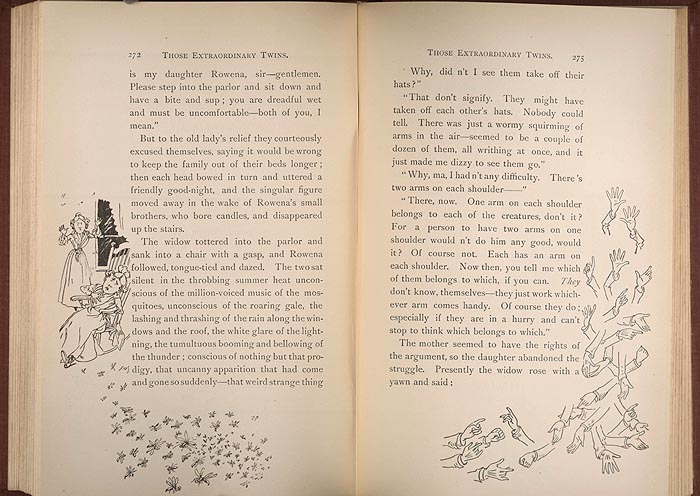 272 THOSE EXTRAORDINARY TWINS.
is my daughter Rowena, sir—gentlemen.
Please step into the parlor and sit down and
have a bite and sup; you are dreadful wet
and must be uncomfortable—both of you, I
mean."
But to the old lady's relief they courteously
excused themselves, saying it would be wrong
to keep the family out of their beds longer;
then each head bowed in turn and uttered a
friendly good-night, and the singular figure
moved away in the wake of Rowena's small
brothers, who bore candles, and disappeared
up the stairs.
The widow tottered into the parlor and
sank into a chair with a gasp, and Rowena
followed, tongue-tied and dazed. The two sat
silent in the throbbing summer heat uncon-
scious of the million-voiced music of the mos-
quitoes, unconscious of the roaring gale, the
lashing and thrashing of the rain along the win-
dows and the roof, the white glare of the light-
ning, the tumultuous booming and bellowing of
the thunder; conscious of nothing but that pro-
digy, that uncanny apparition that had come
and gone so suddenly—that weird strange thing
THOSE EXTRAORDINARY TWINS. 275
"Why, did n't I see them take off their
hats?"
"That don't signify. They might have
taken off each other's hats. Nobody could
tell. There was just a wormy squirming of
arms in the air—seemed to be a couple of
dozen of them, all writhing at once, and it
just made me dizzy to see them go."
"Why, ma, I had n't any difficulty. There's
two arms on each shoulder——"
"There, now. One arm on each shoulder
belongs to each of the creatures, don't it?
For a person to have two arms on one
shoulder would n't do him any good, would
it? Of course not. Each has an arm on
each shoulder. Now then, you tell me which
of them belongs to which, if you can. They
don't know, themselves—they just work which-
ever arm comes handy. Of course they do;
especially if they are in a hurry and can't
stop to think which belongs to which."
The mother seemed to have the rights of
the argument, so the daughter abandoned the
struggle. Presently the widow rose with a
yawn and said: